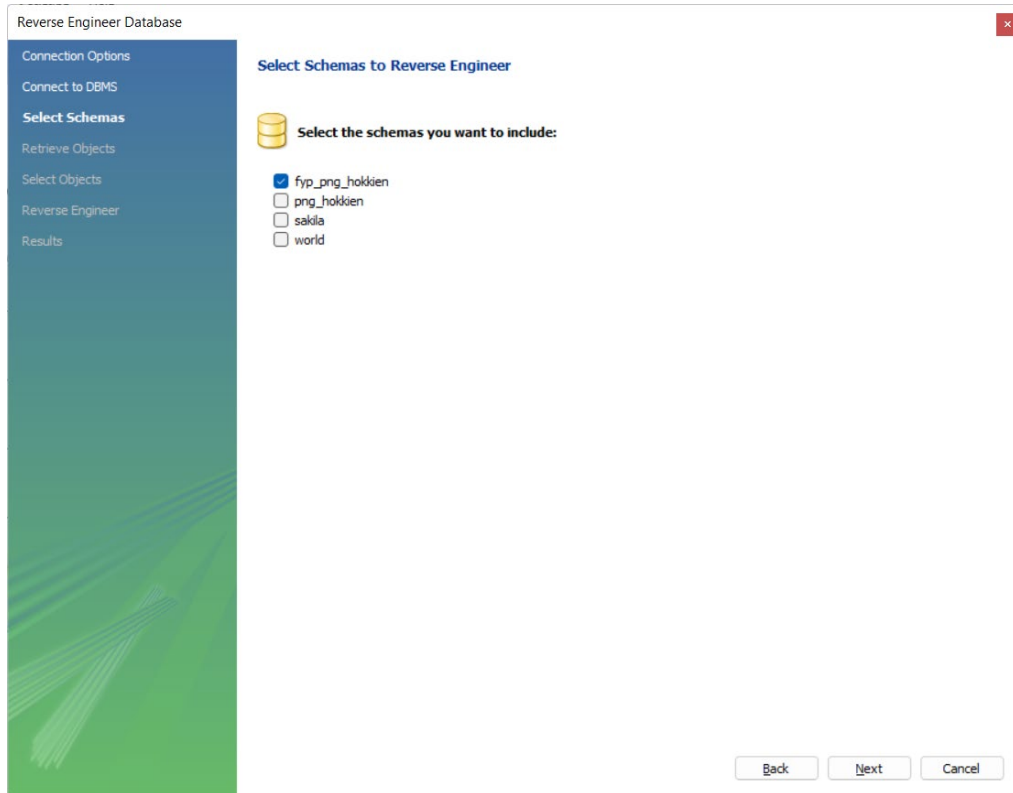 Reverse Engineer Database
Connection Options
Connect to DBMS
Select Schemas
Retrieve Objects
Select Objects
Reverse Engineer
Results
Select Schemas to Reverse Engineer
Select the schemas you want to include:
fyp_png_hokkien
png_hokkien
sakila
world
Back Next Cancel